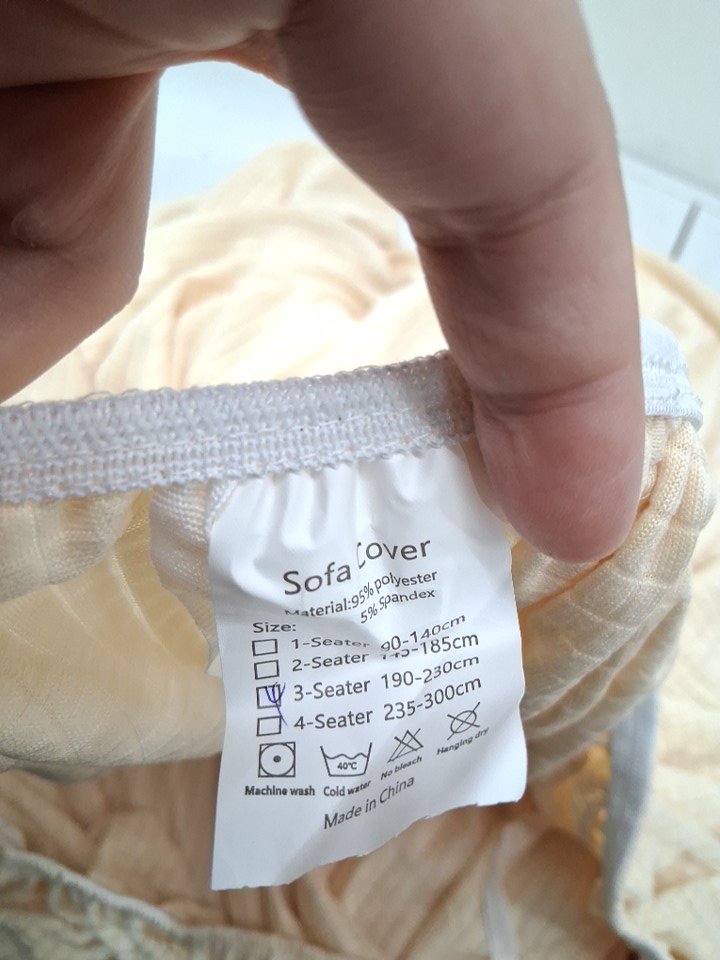 Sofa Cover
Material:95% polyester
5% Spandex
Size:
1-Seater 90-140cm
2-Seater 145-185cm
3-Seater 190-230cm
4-Seater 235-300cm
40℃
Machine wash Cold water No bleach Hanging dry
Made in China